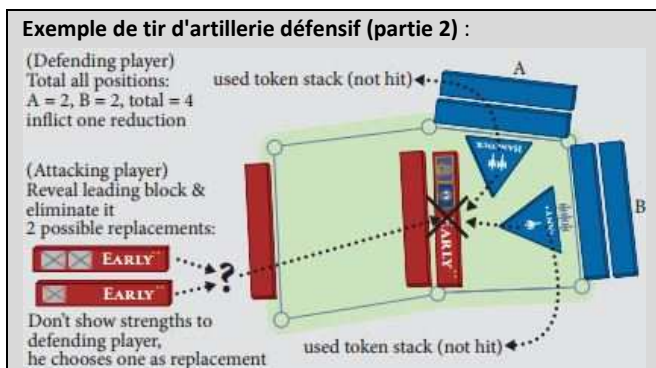 Exemple de tir d'artillerie défensif (partie 2) :
(Defending player)
Total all positions:
A = 2, B = 2, total = 4
inflict one reduction
used token stack (not hit)
A
HANCOCK
B
(Attacking player)
Reveal leading block &
eliminate it
2 possible replacements:
EARLY
EARLY
EARLY
?
Don't show strengths to
defending player,
he chooses one as replacement
used token stack (not hit)